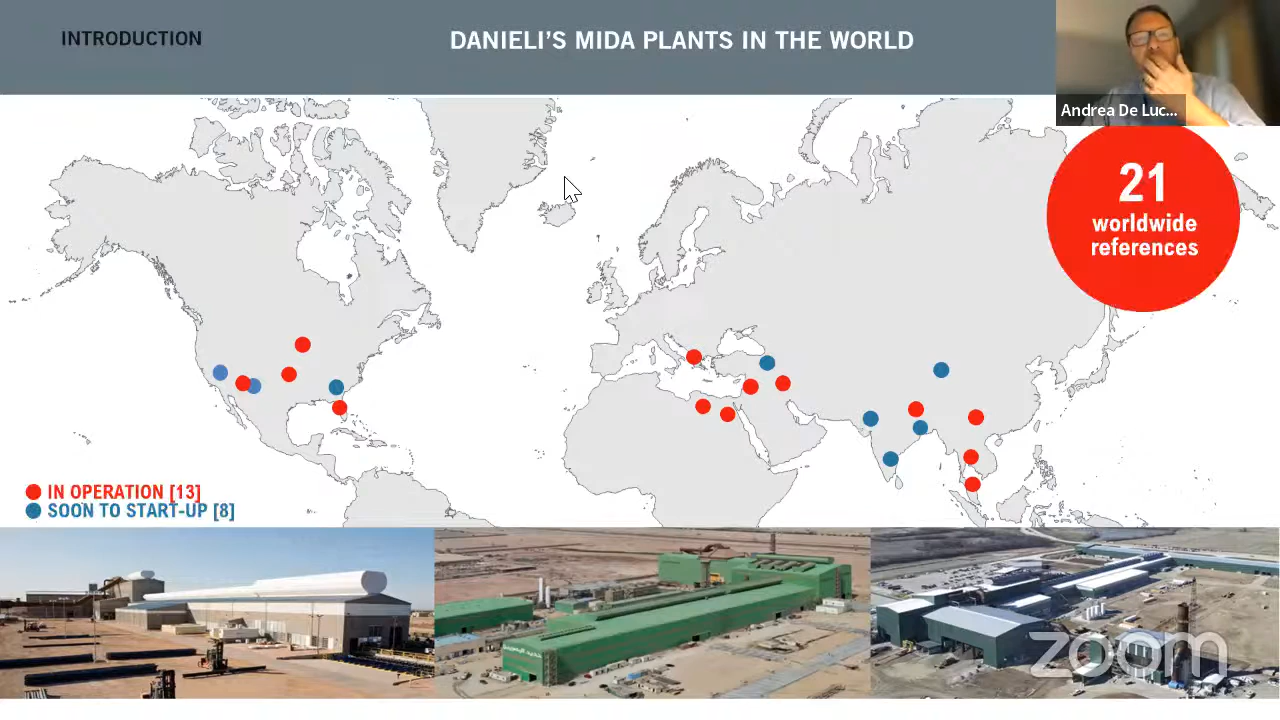 INTRODUCTION
DANIELI'S MIDA PLANTS IN THE WORLD
Andrea De Luc...
21
worldwide
references
IN OPERATION [13]
SOON TO START-UP [8]
zoom